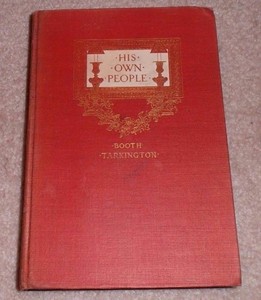 ·HIS·
·OWN·
PEOPLE·
·BOOTH·
TARKINGTON·